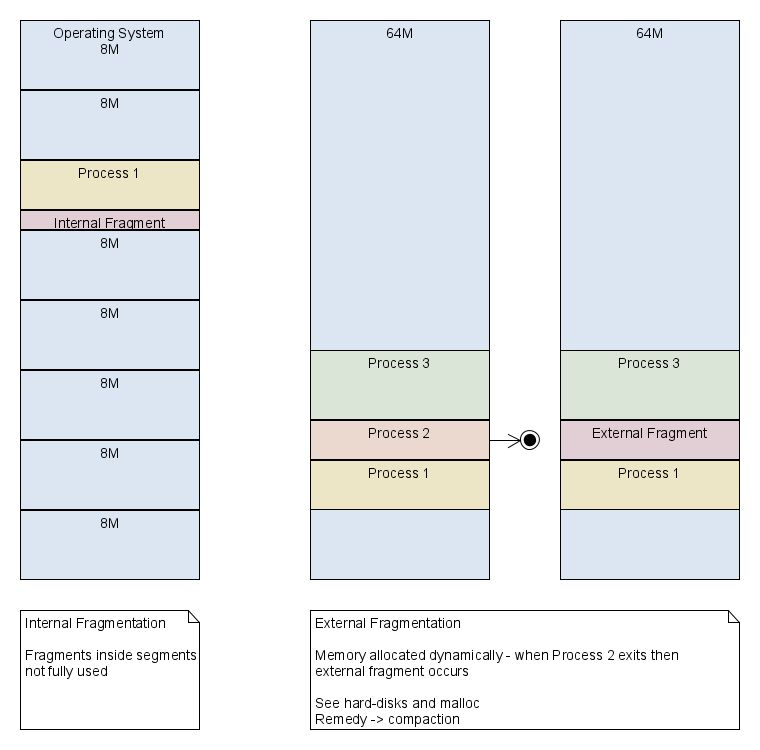 Operating System
8M
8M
Process 1
Internal Fragment
8M
8M
8M
8M
8M
64M
Process 3
Process 2
Process 1
64M
Process 3
External Fragment
Process 1
Internal Fragmentation
Fragments inside segments
not fully used
External Fragmentation
Memory allocated dynamically - when Process 2 exits then
external fragment occurs
See hard-disks and malloc
Remedy -> compaction